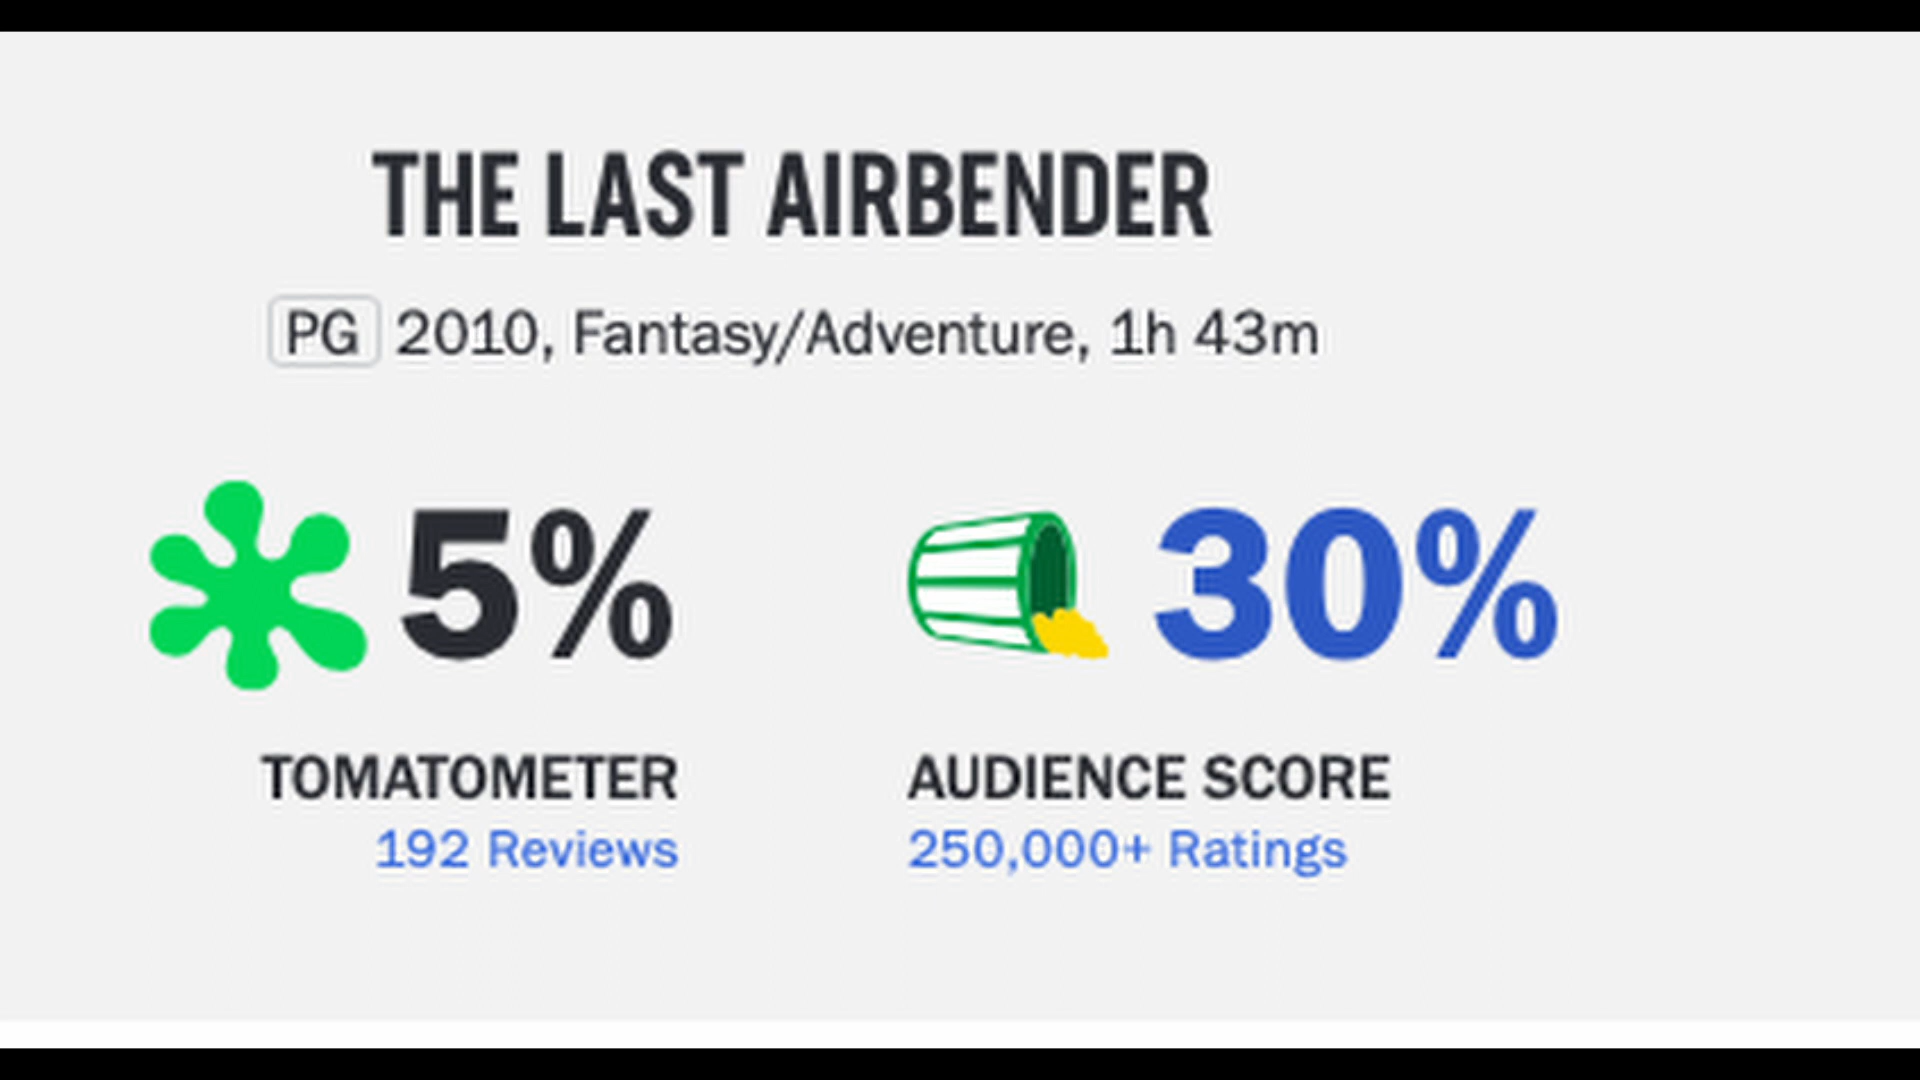 THE LAST AIRBENDER
PG 2010, Fantasy/Adventure, 1h 43m
5% 30%
TOMATOMETER AUDIENCE SCORE
192 Reviews 250,000+ Ratings